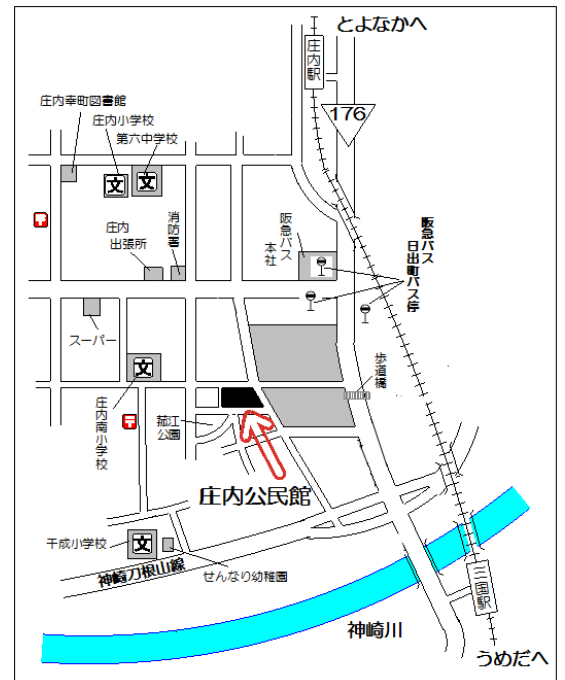 とよなかへ
庄内駅
176
庄内幸町図書館
庄内小学校
第六中学校
文
文
庄内
出張所
消防署
阪急バス
本社
阪急バス
日出町バス停
スーパー
文
歩道橋
庄内南小学校
菰江
公園
庄内公民館
千成小学校
文
せんなり幼稚園
神崎刀根山線
三国駅
神崎川
うめだへ